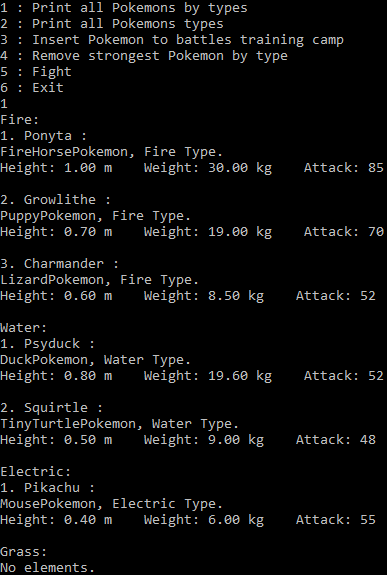 1 : Print all Pokemons by types
2 : Print all Pokemons types
3 : Insert Pokemon to battles training camp
4 : Remove strongest Pokemon by type
5 : Fight
6 : Exit
1
Fire:
1. Ponyta :
FireHorsePokemon, Fire Type.
Height: 1.00 m    Weight: 30.00 kg    Attack: 85
2. Growlithe :
PuppyPokemon, Fire Type.
Height: 0.70 m    Weight: 19.00 kg    Attack: 70
3. Charmander :
LizardPokemon, Fire Type.
Height: 0.60 m    Weight: 8.50 kg    Attack: 52
Water:
1. Psyduck :
DuckPokemon, Water Type.
Height: 0.80 m    Weight: 19.60 kg    Attack: 52
2. Squirtle :
TinyTurtlePokemon, Water Type.
Height: 0.50 m    Weight: 9.00 kg    Attack: 48
Electric:
1. Pikachu :
MousePokemon, Electric Type.
Height: 0.40 m    Weight: 6.00 kg    Attack: 55
Grass:
No elements.